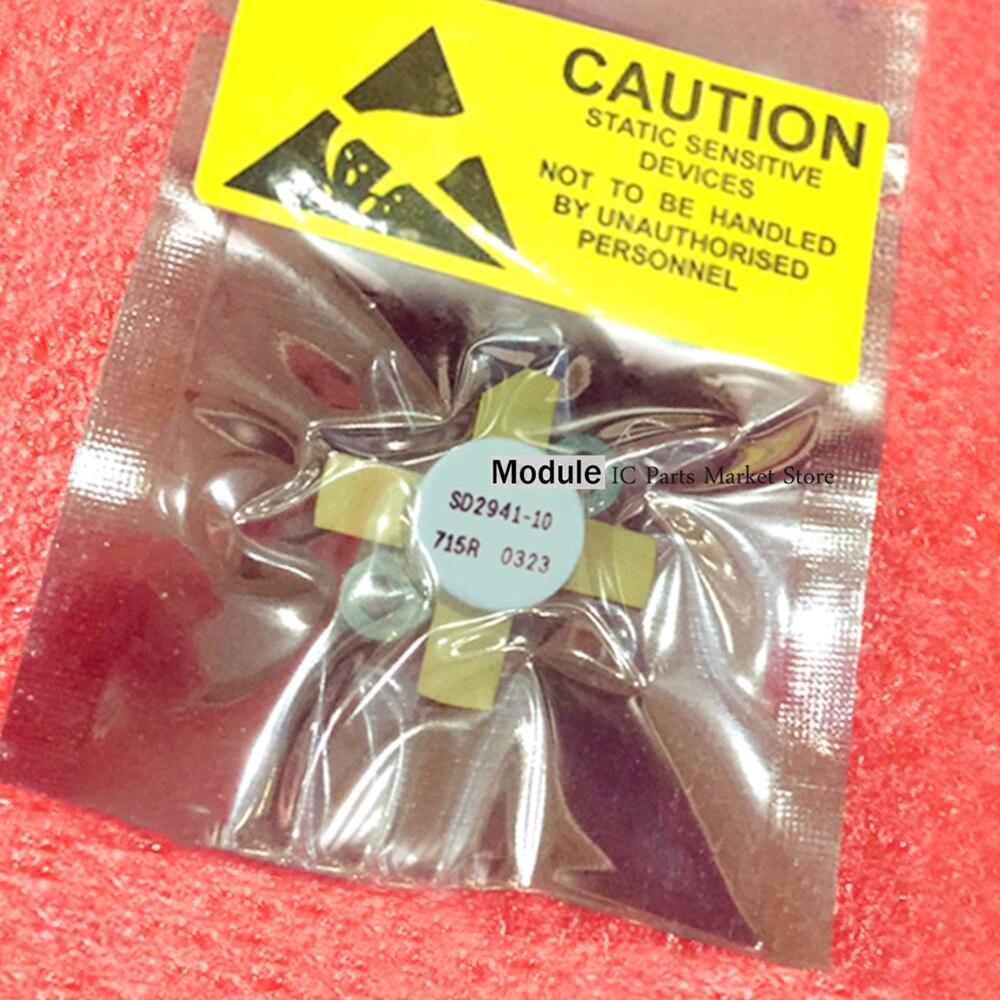 CAUTION
STATIC SENSITIVE
DEVICES
NOT TO BE HANDLED
BY UNAUTHORISED
PERSONNEL
Module IC Parts Market Store
SD2941-10
715R 0323